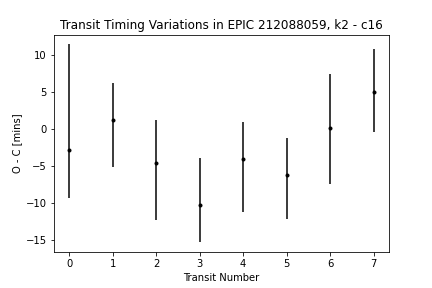 Transit Timing Variations in EPIC 212088059, k2 - c16
O - C [mins]
10
5
0
−5
−10
−15
0 1 2 3 4 5 6 7
Transit Number